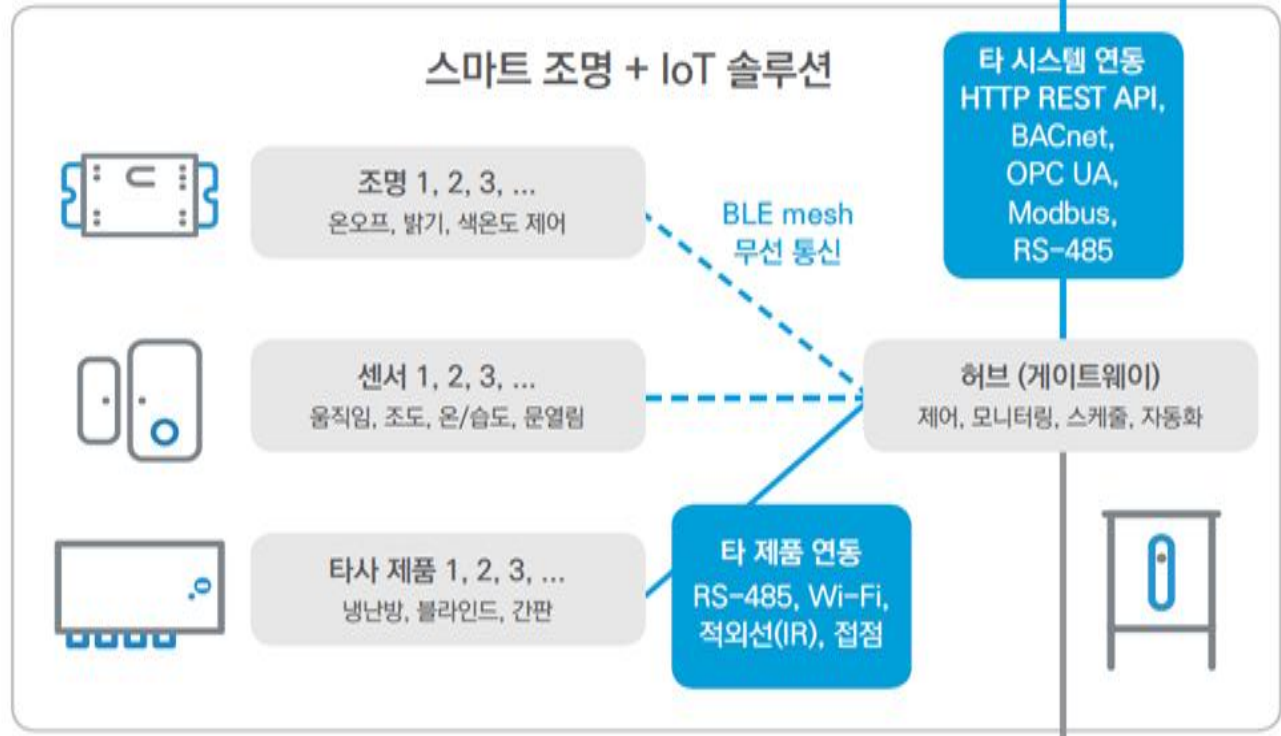 스마트 조명 + IoT 솔루션
타 시스템 연동
HTTP REST API,
BACnet,
OPC UA,
Modbus,
RS-485
조명 1, 2, 3, ...
온오프, 밝기, 색온도 제어
BLE mesh
무선 통신
센서 1, 2, 3, ...
움직임, 조도, 온/습도, 문열림
허브 (게이트웨이)
제어, 모니터링, 스케줄, 자동화
타사 제품 1, 2, 3, ...
냉난방, 블라인드, 간판
타 제품 연동
RS-485, Wi-Fi,
적외선(IR), 접점